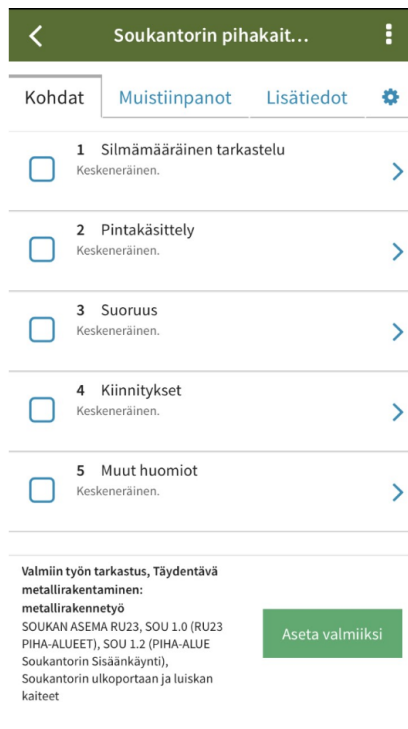 Soukantorin pihakait...
Kohdat Muistiinpanot Lisätiedot
1 Silmämääräinen tarkastelu
Keskeneräinen.
2 Pintakäsittely
Keskeneräinen.
3 Suoruus
Keskeneräinen.
4 Kiinnitykset
Keskeneräinen.
5 Muut huomiot
Keskeneräinen.
Valmiin työn tarkastus, Täydentävä
metallirakentaminen:
metallirakennetyö
SOUKAN ASEMA RU23, SOU 1.0 (RU23
PIHA-ALUEET), SOU 1.2 (PIHA-ALUE
Soukantorin Sisäänkäynti),
Soukantorin ulkoportaan ja luiskan
kaiteet
Aseta valmiiksi